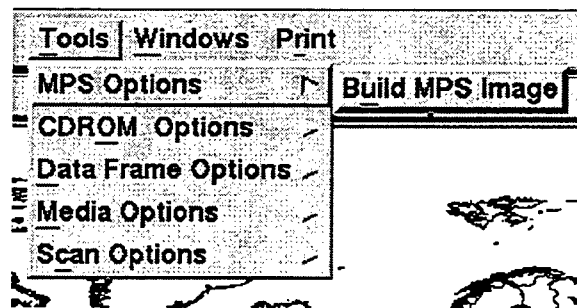 Tools Windows Print
MPS Options Build MPS Image
CDROM Options
Data Frame Options
Media Options
Scan Options